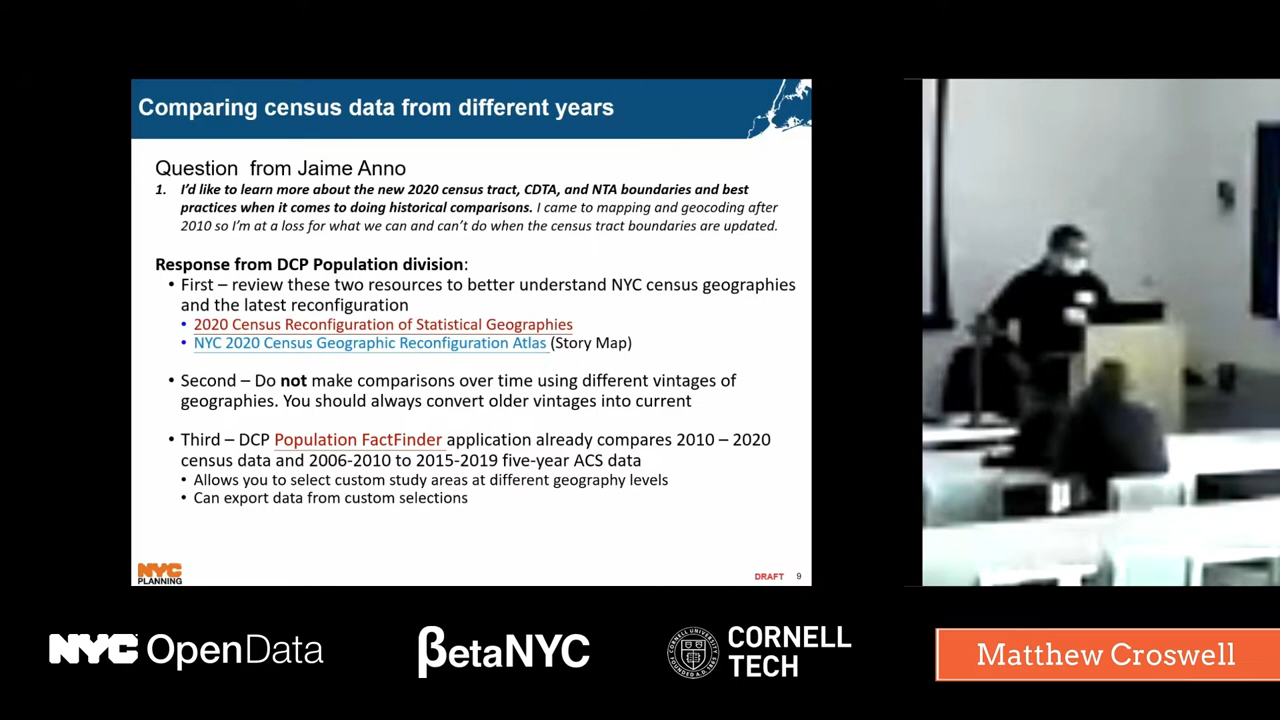 Comparing census data from different years
Question from Jaime Anno
1. I'd like to learn more about the new 2020 census tract, CDTA, and NTA boundaries and best
practices when it comes to doing historical comparisons. I came to mapping and geocoding after
2010 so I'm at a loss for what we can and can't do when the census tract boundaries are updated.
Response from DCP Population division:
• First – review these two resources to better understand NYC census geographies
and the latest reconfiguration
• 2020 Census Reconfiguration of Statistical Geographies
• NYC 2020 Census Geographic Reconfiguration Atlas (Story Map)
• Second – Do not make comparisons over time using different vintages of
geographies. You should always convert older vintages into current
• Third – DCP Population FactFinder application already compares 2010 – 2020
census data and 2006-2010 to 2015-2019 five-year ACS data
• Allows you to select custom study areas at different geography levels
• Can export data from custom selections
NYC
PLANNING
DRAFT 9
NYC OpenData
βetaNYC
CORNELL
TECH
Matthew Croswell